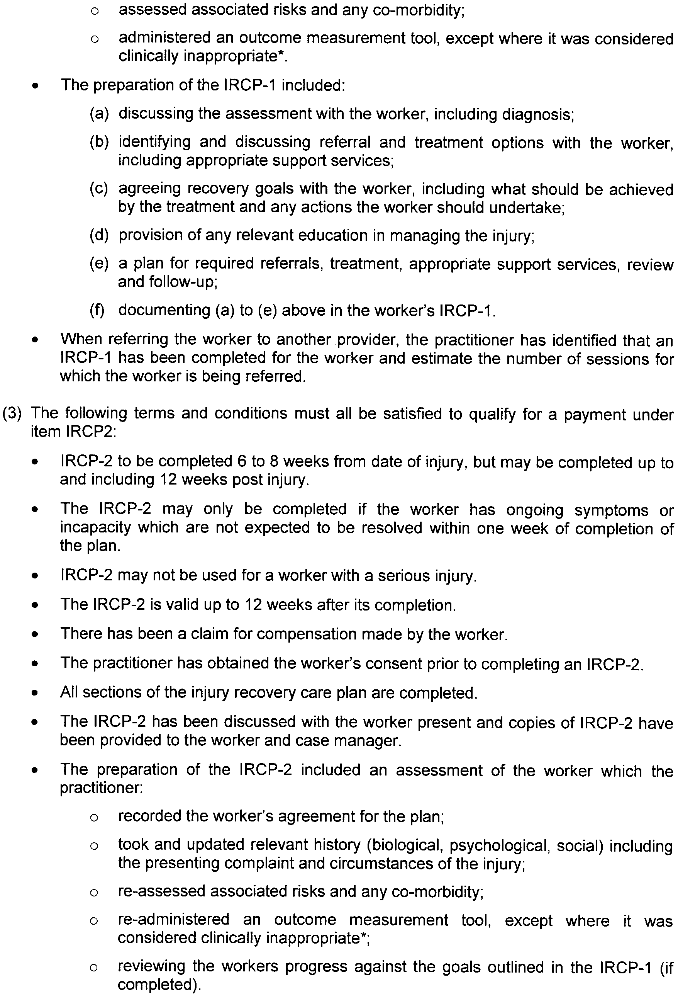 o assessed associated risks and any co-morbidity;
o administered an outcome measurement tool, except where it was considered
clinically inappropriate*.
• The preparation of the IRCP-1 included:
(a) discussing the assessment with the worker, including diagnosis;
(b) identifying and discussing referral and treatment options with the worker,
including appropriate support services;
(c) agreeing recovery goals with the worker, including what should be achieved
by the treatment and any actions the worker should undertake;
(d) provision of any relevant education in managing the injury;
(e) a plan for required referrals, treatment, appropriate support services, review
and follow-up;
(f) documenting (a) to (e) above in the worker's IRCP-1.
• When referring the worker to another provider, the practitioner has identified that an
IRCP-1 has been completed for the worker and estimate the number of sessions for
which the worker is being referred.
(3) The following terms and conditions must all be satisfied to qualify for a payment under
item IRCP2:
• IRCP-2 to be completed 6 to 8 weeks from date of injury, but may be completed up to
and including 12 weeks post injury.
• The IRCP-2 may only be completed if the worker has ongoing symptoms or
incapacity which are not expected to be resolved within one week of completion of
the plan.
• IRCP-2 may not be used for a worker with a serious injury.
• The IRCP-2 is valid up to 12 weeks after its completion.
• There has been a claim for compensation made by the worker.
• The practitioner has obtained the worker's consent prior to completing an IRCP-2.
• All sections of the injury recovery care plan are completed.
• The IRCP-2 has been discussed with the worker present and copies of IRCP-2 have
been provided to the worker and case manager.
• The preparation of the IRCP-2 included an assessment of the worker which the
practitioner:
o recorded the worker's agreement for the plan;
o took and updated relevant history (biological, psychological, social) including
the presenting complaint and circumstances of the injury;
o re-assessed associated risks and any co-morbidity;
o re-administered an outcome measurement tool, except where it was
considered clinically inappropriate*;
o reviewing the workers progress against the goals outlined in the IRCP-1 (if
completed).